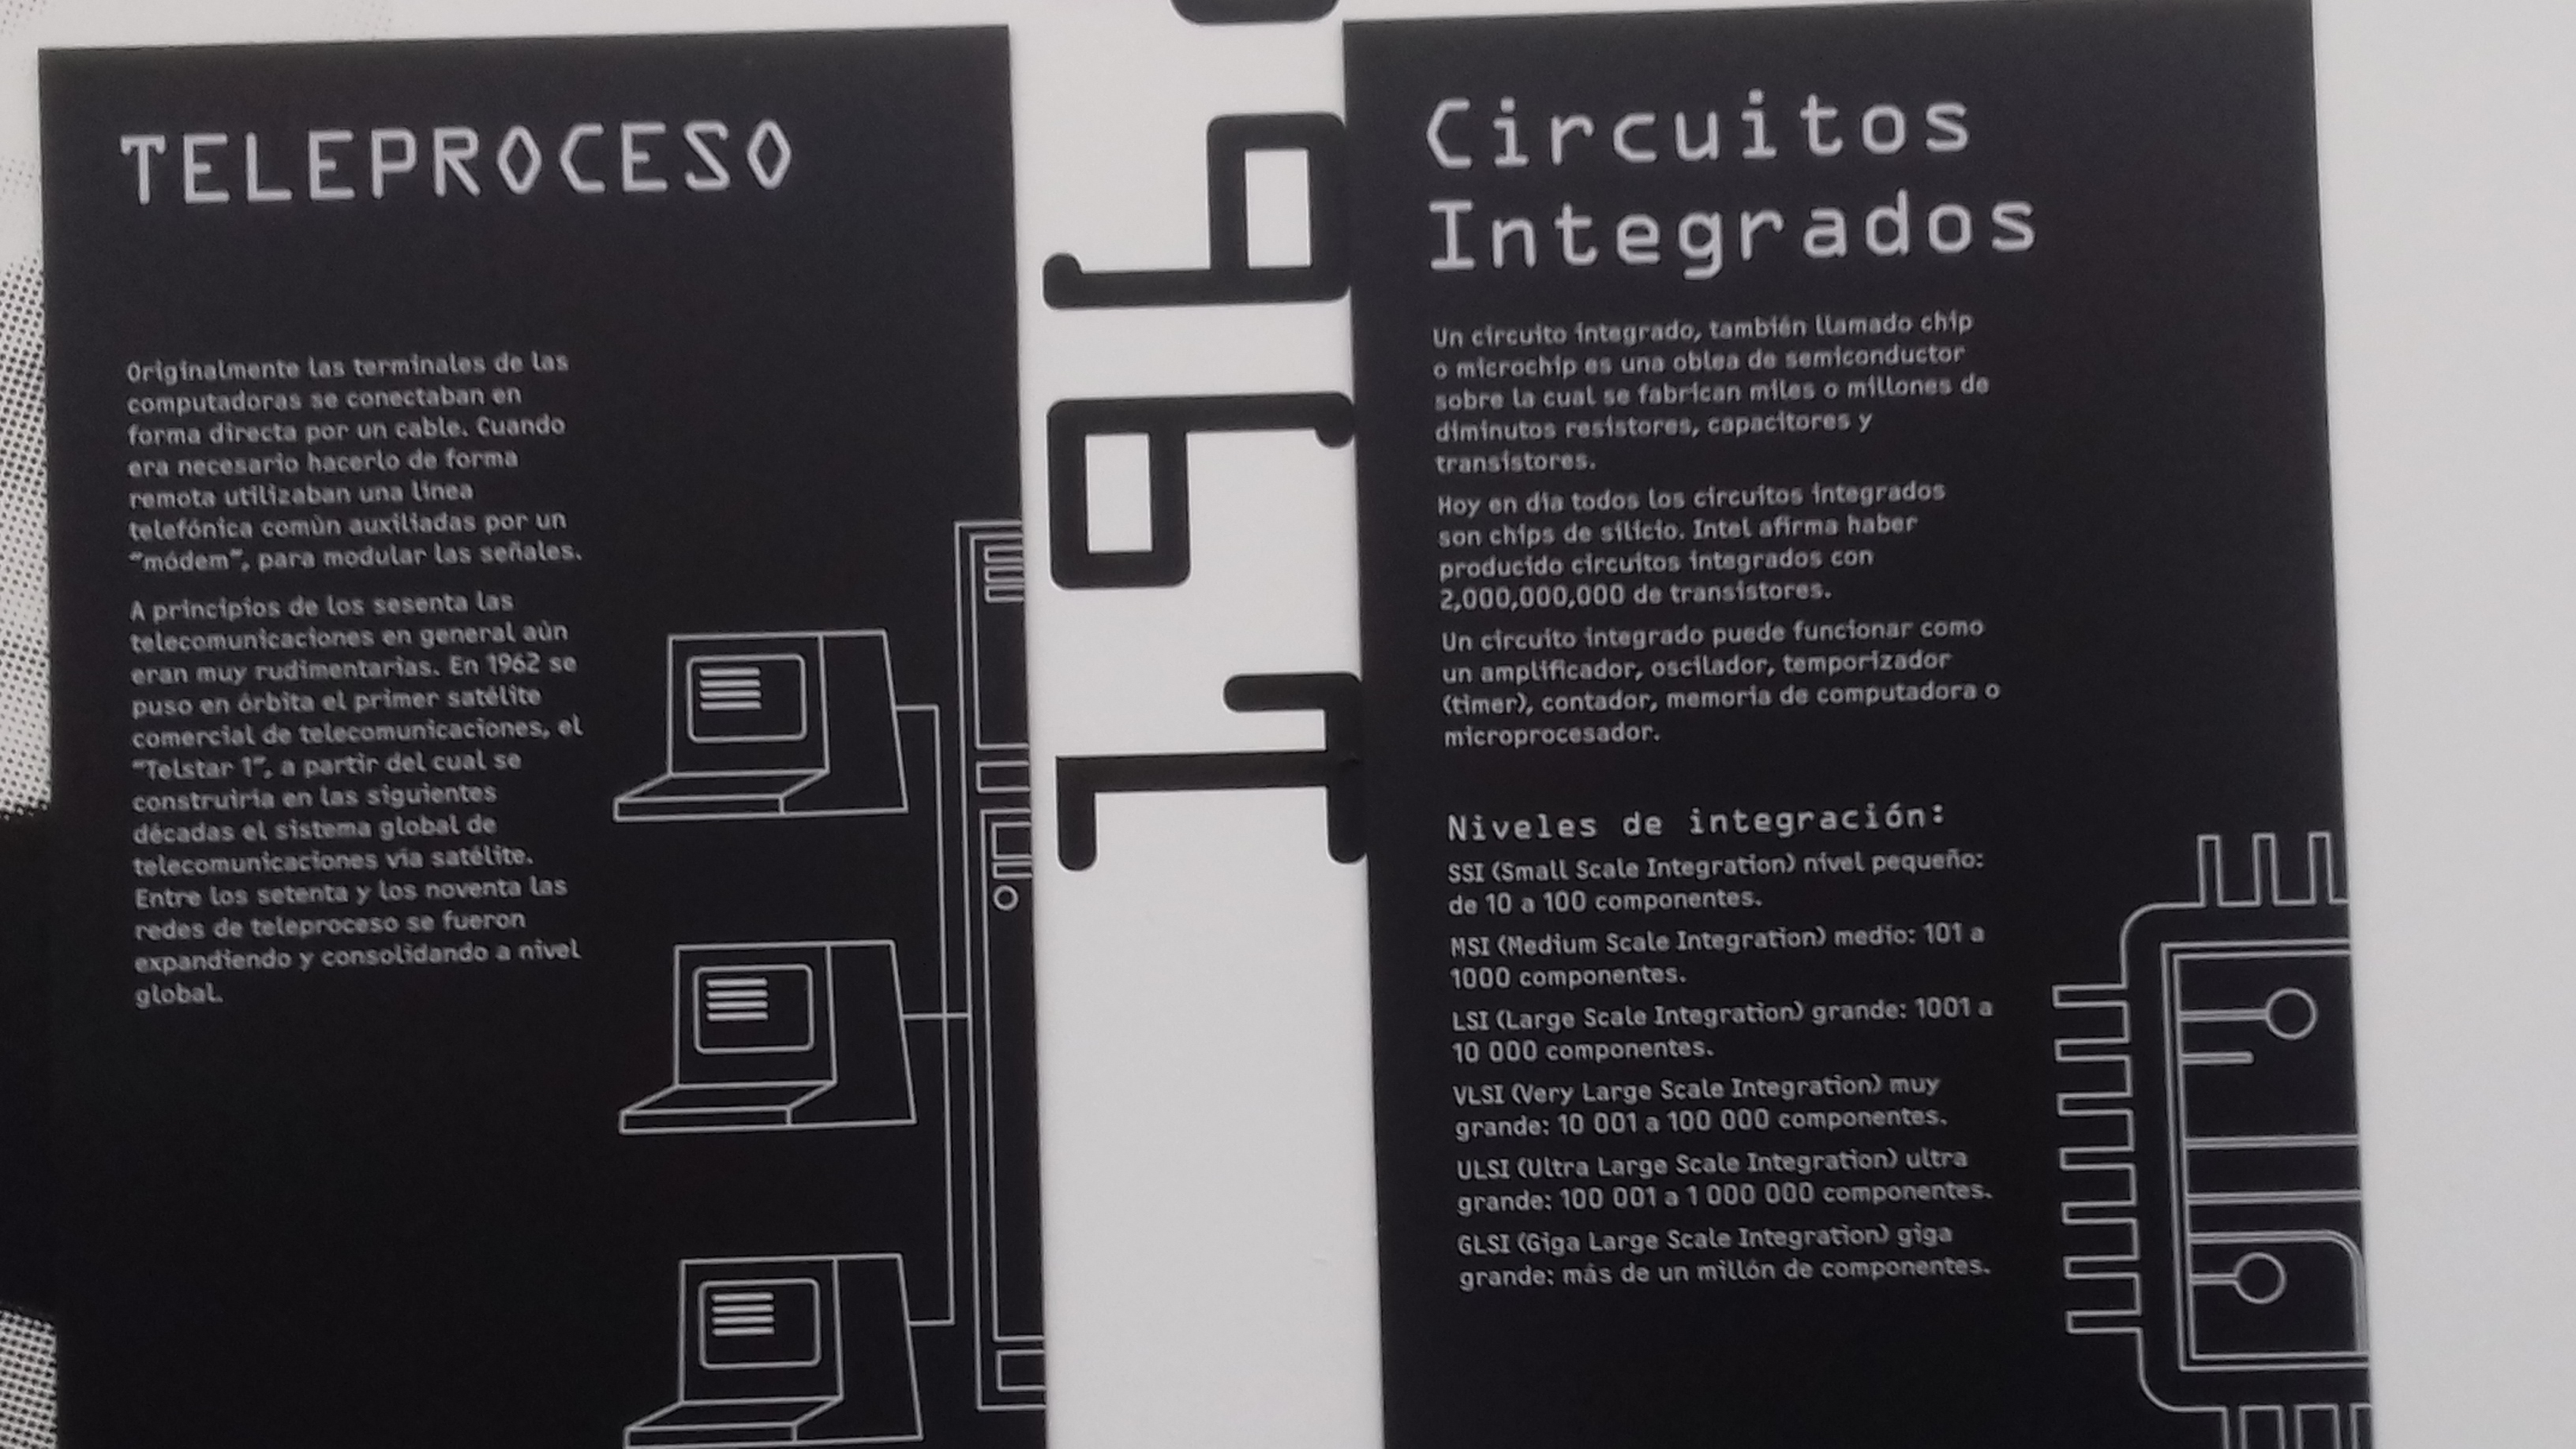 TELEPROCESO
Originalmente las terminales de las
computadoras se conectaban en
forma directa por un cable. Cuando
era necesario hacerlo de forma
remota utilizaban una línea
telefónica común auxiliadas por un
"módem", para modular las señales.
A principios de los sesenta las
telecomunicaciones en general aún
eran muy rudimentarias. En 1962 se
puso en órbita el primer satélite
comercial de telecomunicaciones, el
"Telstar 1", a partir del cual se
construiría en las siguientes
décadas el sistema global de
telecomunicaciones vía satélite.
Entre los setenta y los noventa las
redes de teleproceso se fueron
expandiendo y consolidando a nivel
global.
196
Circuitos
Integrados
Un circuito integrado, también llamado chip
o microchip es una oblea de semiconductor
sobre la cual se fabrican miles o millones de
diminutos resistores, capacitores y
transistores.
Hoy en día todos los circuitos integrados
son chips de silicio. Intel afirma haber
producido circuitos integrados con
2,000,000,000 de transistores.
Un circuito integrado puede funcionar como
un amplificador, oscilador, temporizador
(timer), contador, memoria de computadora o
microprocesador.
Niveles de integración:
SSI (Small Scale Integration) nivel pequeño:
de 10 a 100 componentes.
MSI (Medium Scale Integration) medio: 101 a
1000 componentes.
LSI (Large Scale Integration) grande: 1001 a
10 000 componentes.
VLSI (Very Large Scale Integration) muy
grande: 10 001 a 100 000 componentes.
ULSI (Ultra Large Scale Integration) ultra
grande: 100 001 a 1 000 000 componentes.
GLSI (Giga Large Scale Integration) giga
grande: más de un millón de componentes.